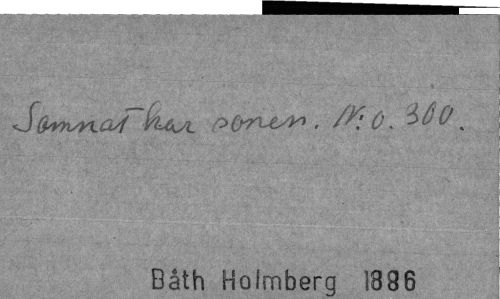 Somnat har sonen. N:o. 300.
Båth Holmberg 1886